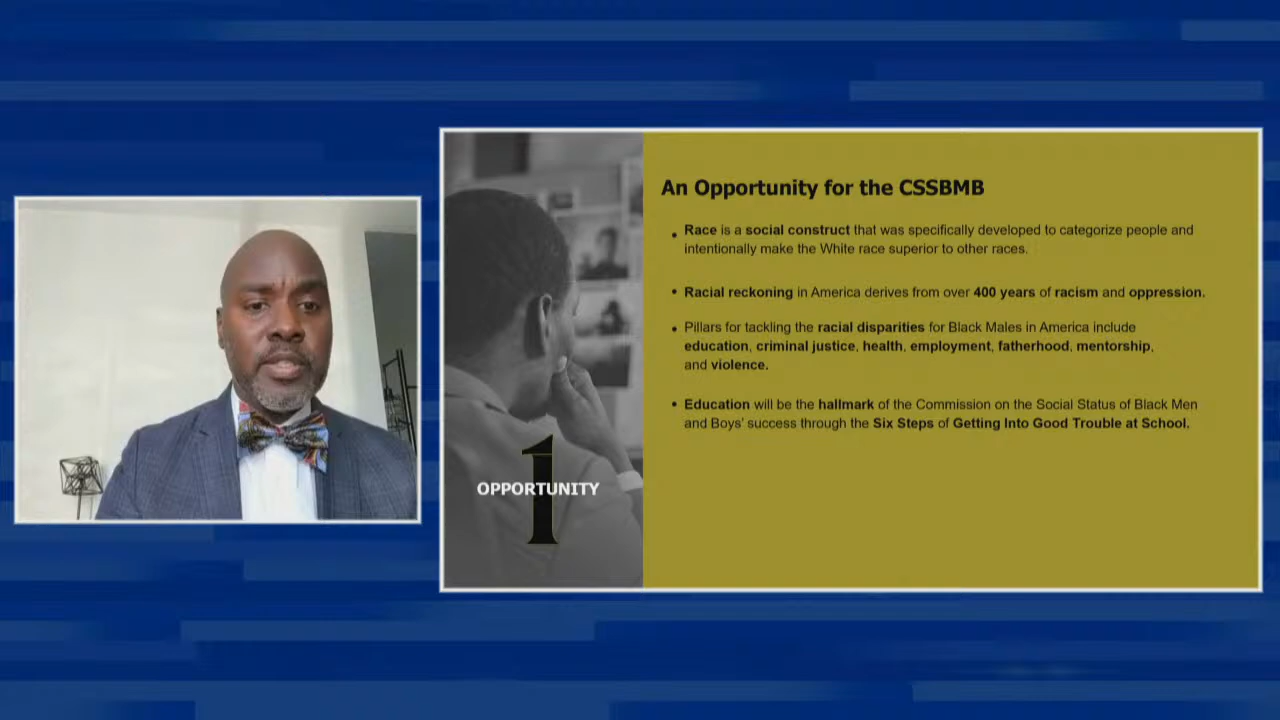 An Opportunity for the CSSBMB
• Race is a social construct that was specifically developed to categorize people and
intentionally make the White race superior to other races.
• Racial reckoning in America derives from over 400 years of racism and oppression.
• Pillars for tackling the racial disparities for Black Males in America include
education, criminal justice, health, employment, fatherhood, mentorship,
and violence.
• Education will be the hallmark of the Commission on the Social Status of Black Men
and Boys' success through the Six Steps of Getting Into Good Trouble at School.
1
OPPORTUNITY